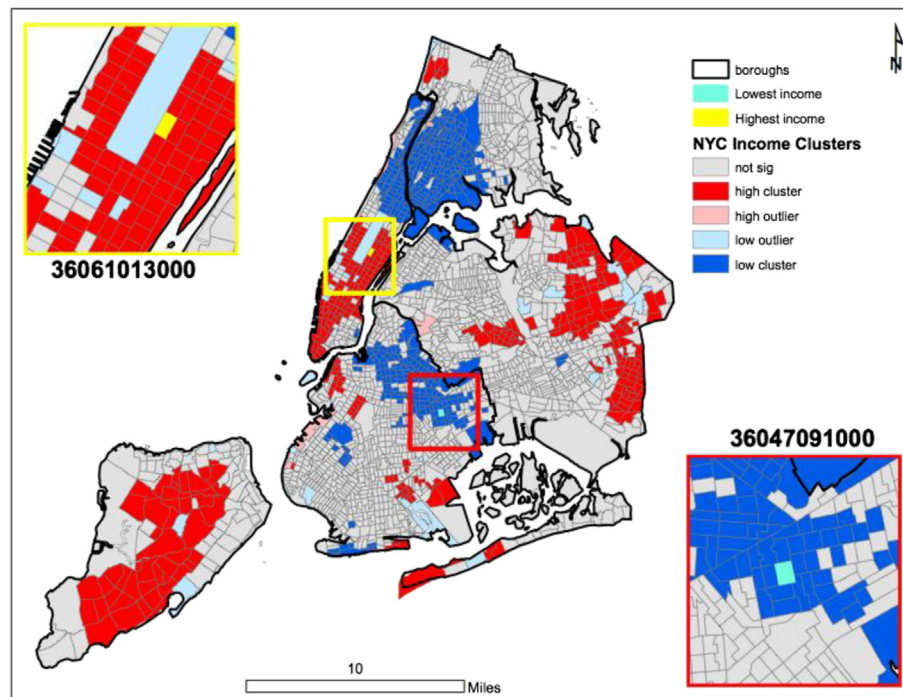 N
boroughs
Lowest income
Highest income
NYC Income Clusters
not sig
high cluster
high outlier
low outlier
low cluster
36061013000
36047091000
10
Miles